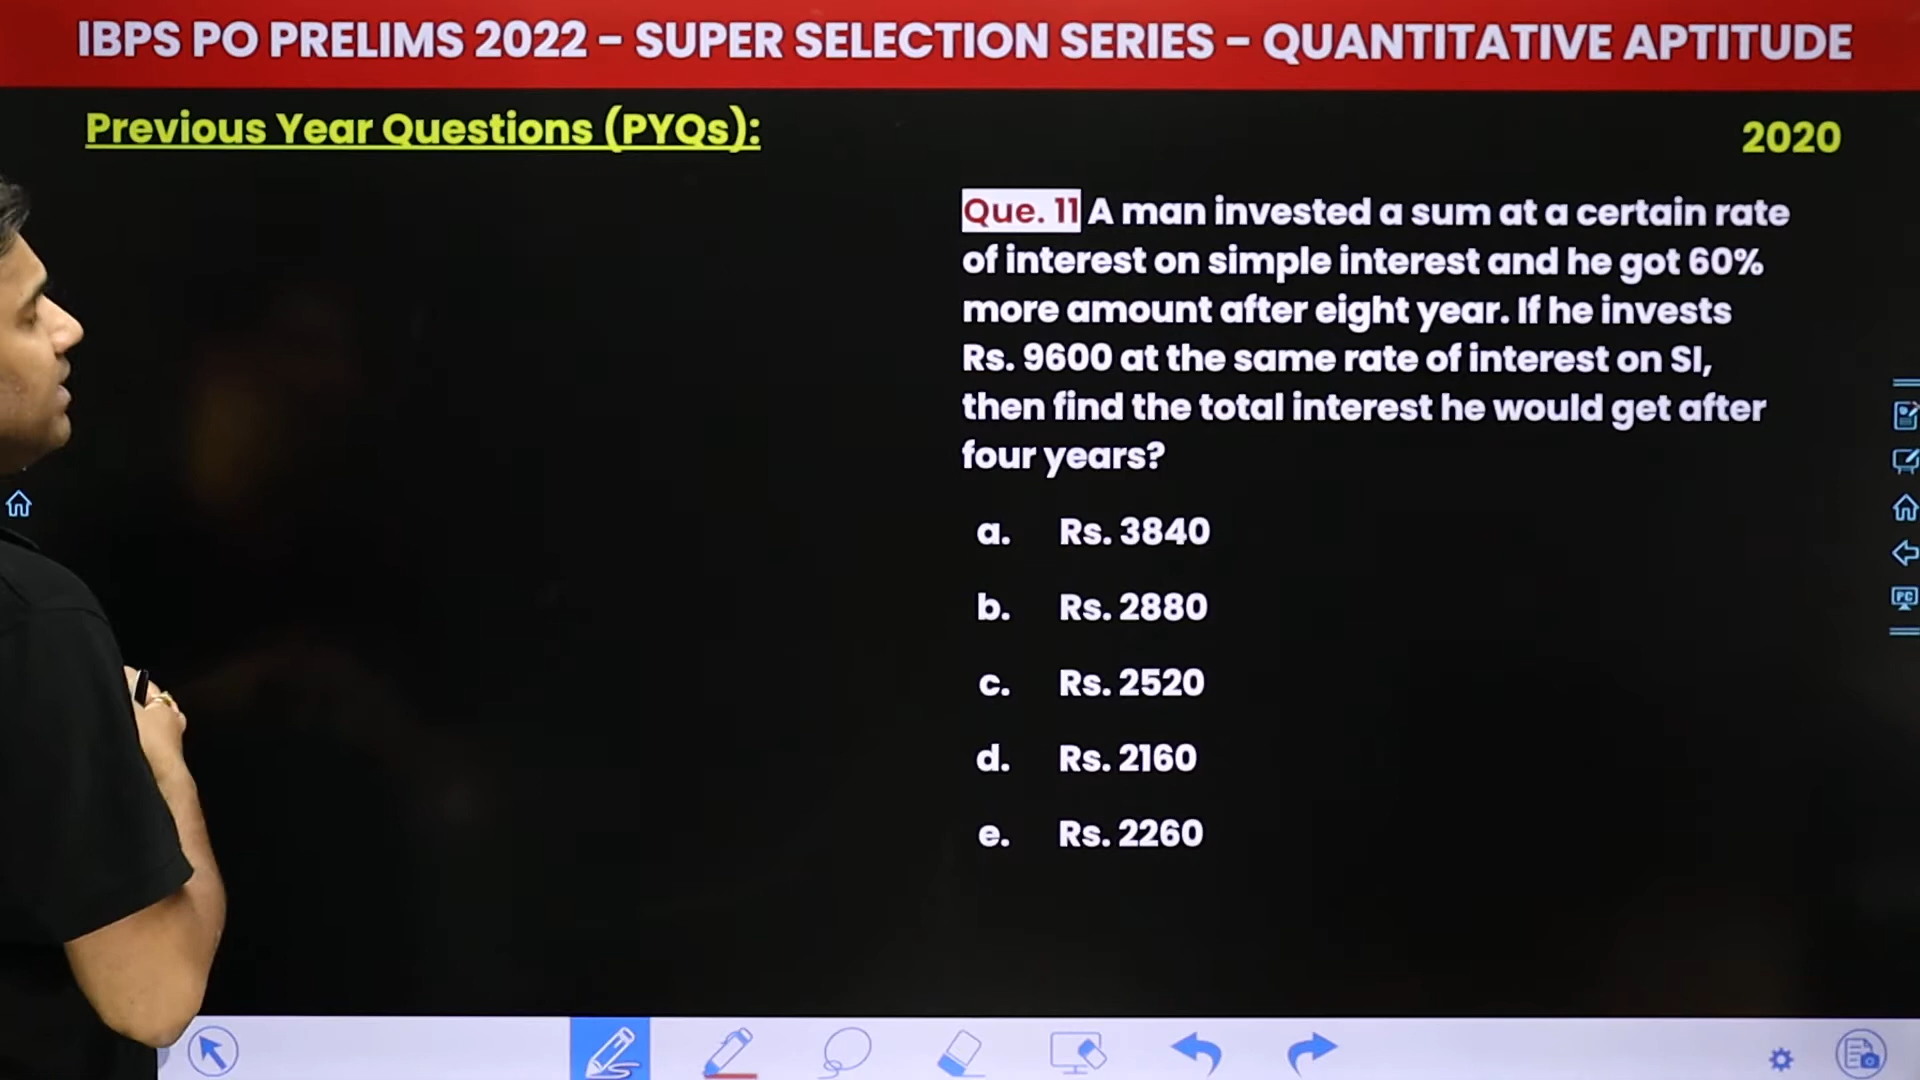 IBPS PO PRELIMS 2022 - SUPER SELECTION SERIES - QUANTITATIVE APTITUDE
Previous Year Questions (PYQs):
2020
Que. 11 A man invested a sum at a certain rate
of interest on simple interest and he got 60%
more amount after eight year. If he invests
Rs. 9600 at the same rate of interest on SI,
then find the total interest he would get after
four years?
a. Rs. 3840
b. Rs. 2880
c. Rs. 2520
d. Rs. 2160
e. Rs. 2260
PC